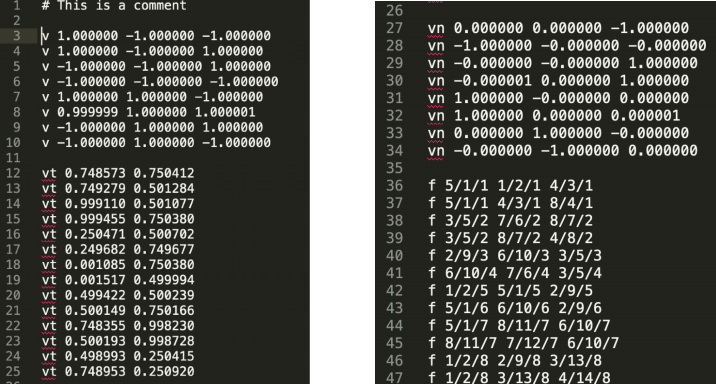 1 # This is a comment
2
3 v 1.000000 -1.000000 -1.000000
4 v 1.000000 -1.000000 1.000000
5 v -1.000000 -1.000000 1.000000
6 v -1.000000 -1.000000 -1.000000
7 v 1.000000 1.000000 -1.000000
8 v 0.999999 1.000000 1.000001
9 v -1.000000 1.000000 1.000000
10 v -1.000000 1.000000 -1.000000
11
12 vt 0.748573 0.750412
13 vt 0.749279 0.501284
14 vt 0.999110 0.501077
15 vt 0.999455 0.750380
16 vt 0.250471 0.500702
17 vt 0.249682 0.749677
18 vt 0.001085 0.750380
19 vt 0.001517 0.499994
20 vt 0.499422 0.500239
21 vt 0.500149 0.750166
22 vt 0.748355 0.998230
23 vt 0.500193 0.998728
24 vt 0.498993 0.250415
25 vt 0.748953 0.250920
26
27 vn 0.000000 0.000000 -1.000000
28 vn -1.000000 -0.000000 -0.000000
29 vn -0.000000 -0.000000 1.000000
30 vn -0.000001 0.000000 1.000000
31 vn 1.000000 -0.000000 0.000000
32 vn 1.000000 0.000000 0.000001
33 vn 0.000000 1.000000 -0.000000
34 vn -0.000000 -1.000000 0.000000
35
36 f 5/1/1 1/2/1 4/3/1
37 f 5/1/1 4/3/1 8/4/1
38 f 3/5/2 7/6/2 8/7/2
39 f 3/5/2 8/7/2 4/8/2
40 f 2/9/3 6/10/3 3/5/3
41 f 6/10/4 7/6/4 3/5/4
42 f 1/2/5 5/1/5 2/9/5
43 f 5/1/6 6/10/6 2/9/6
44 f 5/1/7 8/11/7 6/10/7
45 f 8/11/7 7/12/7 6/10/7
46 f 1/2/8 2/9/8 3/13/8
47 f 1/2/8 3/13/8 4/14/8